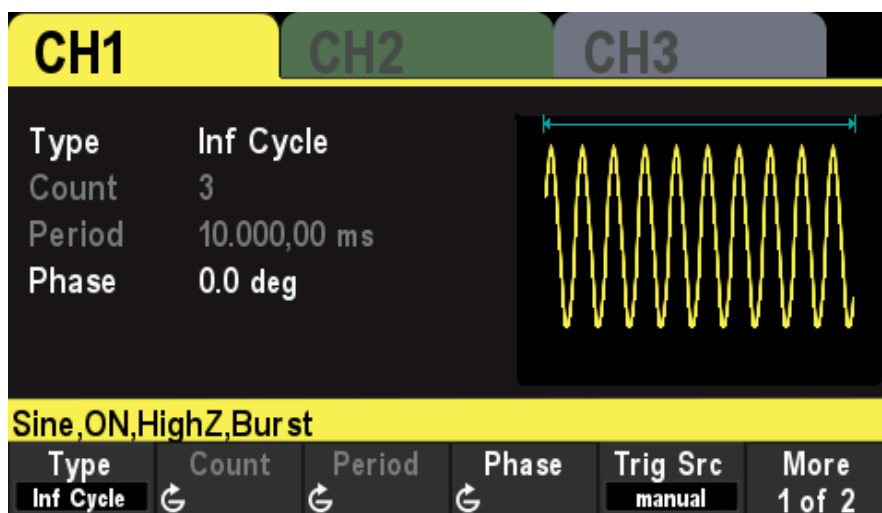 CH1 CH2 CH3
Type Inf Cycle
Count 3
Period 10.000,00 ms
Phase 0.0 deg
Sine,ON,HighZ,Burst
Type Count Period Phase Trig Src More
Inf Cycle manual 1 of 2